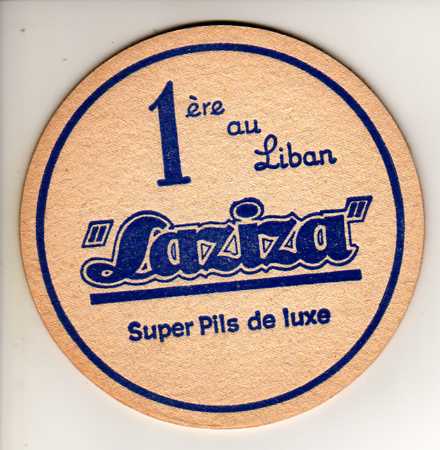 1ère
au
Liban
"Laziza"
Super Pils de luxe